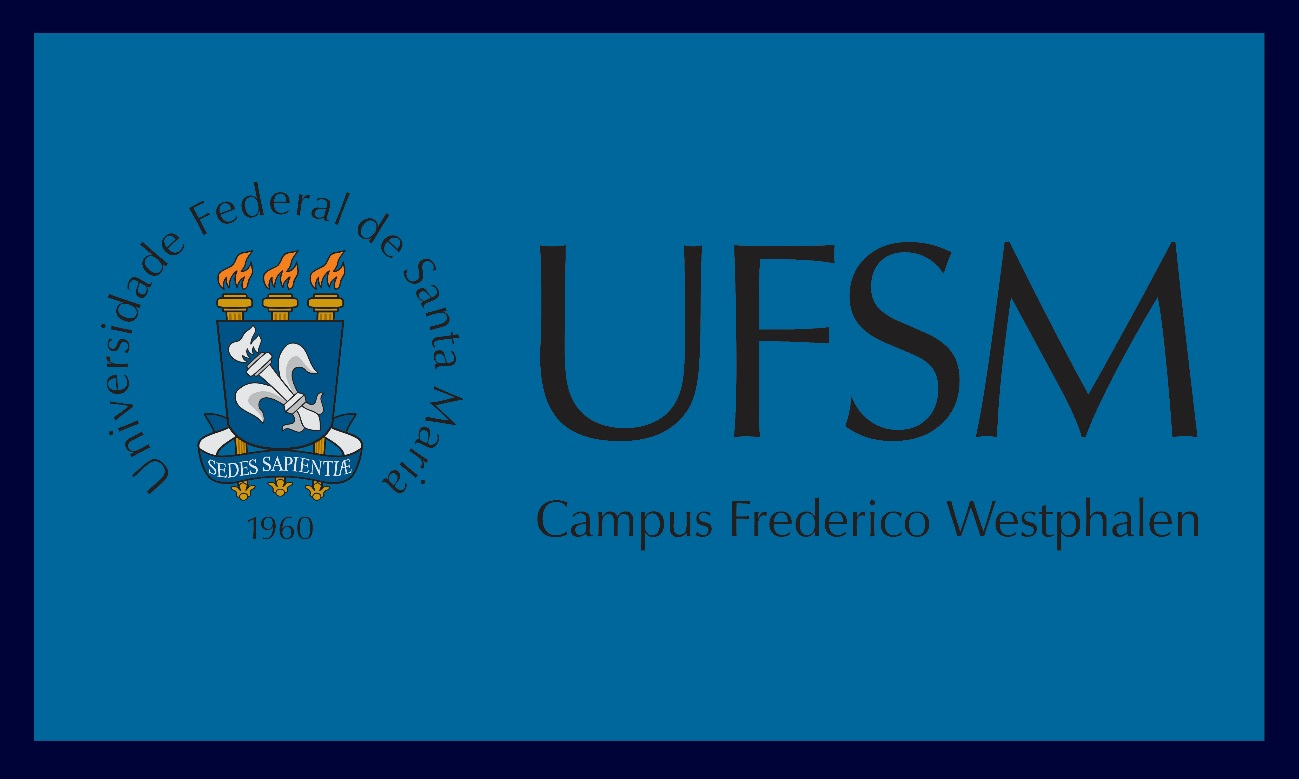 Universidade Federal de Santa Maria
SEDES SAPIENTIÆ
1960
UFSM
Campus Frederico Westphalen